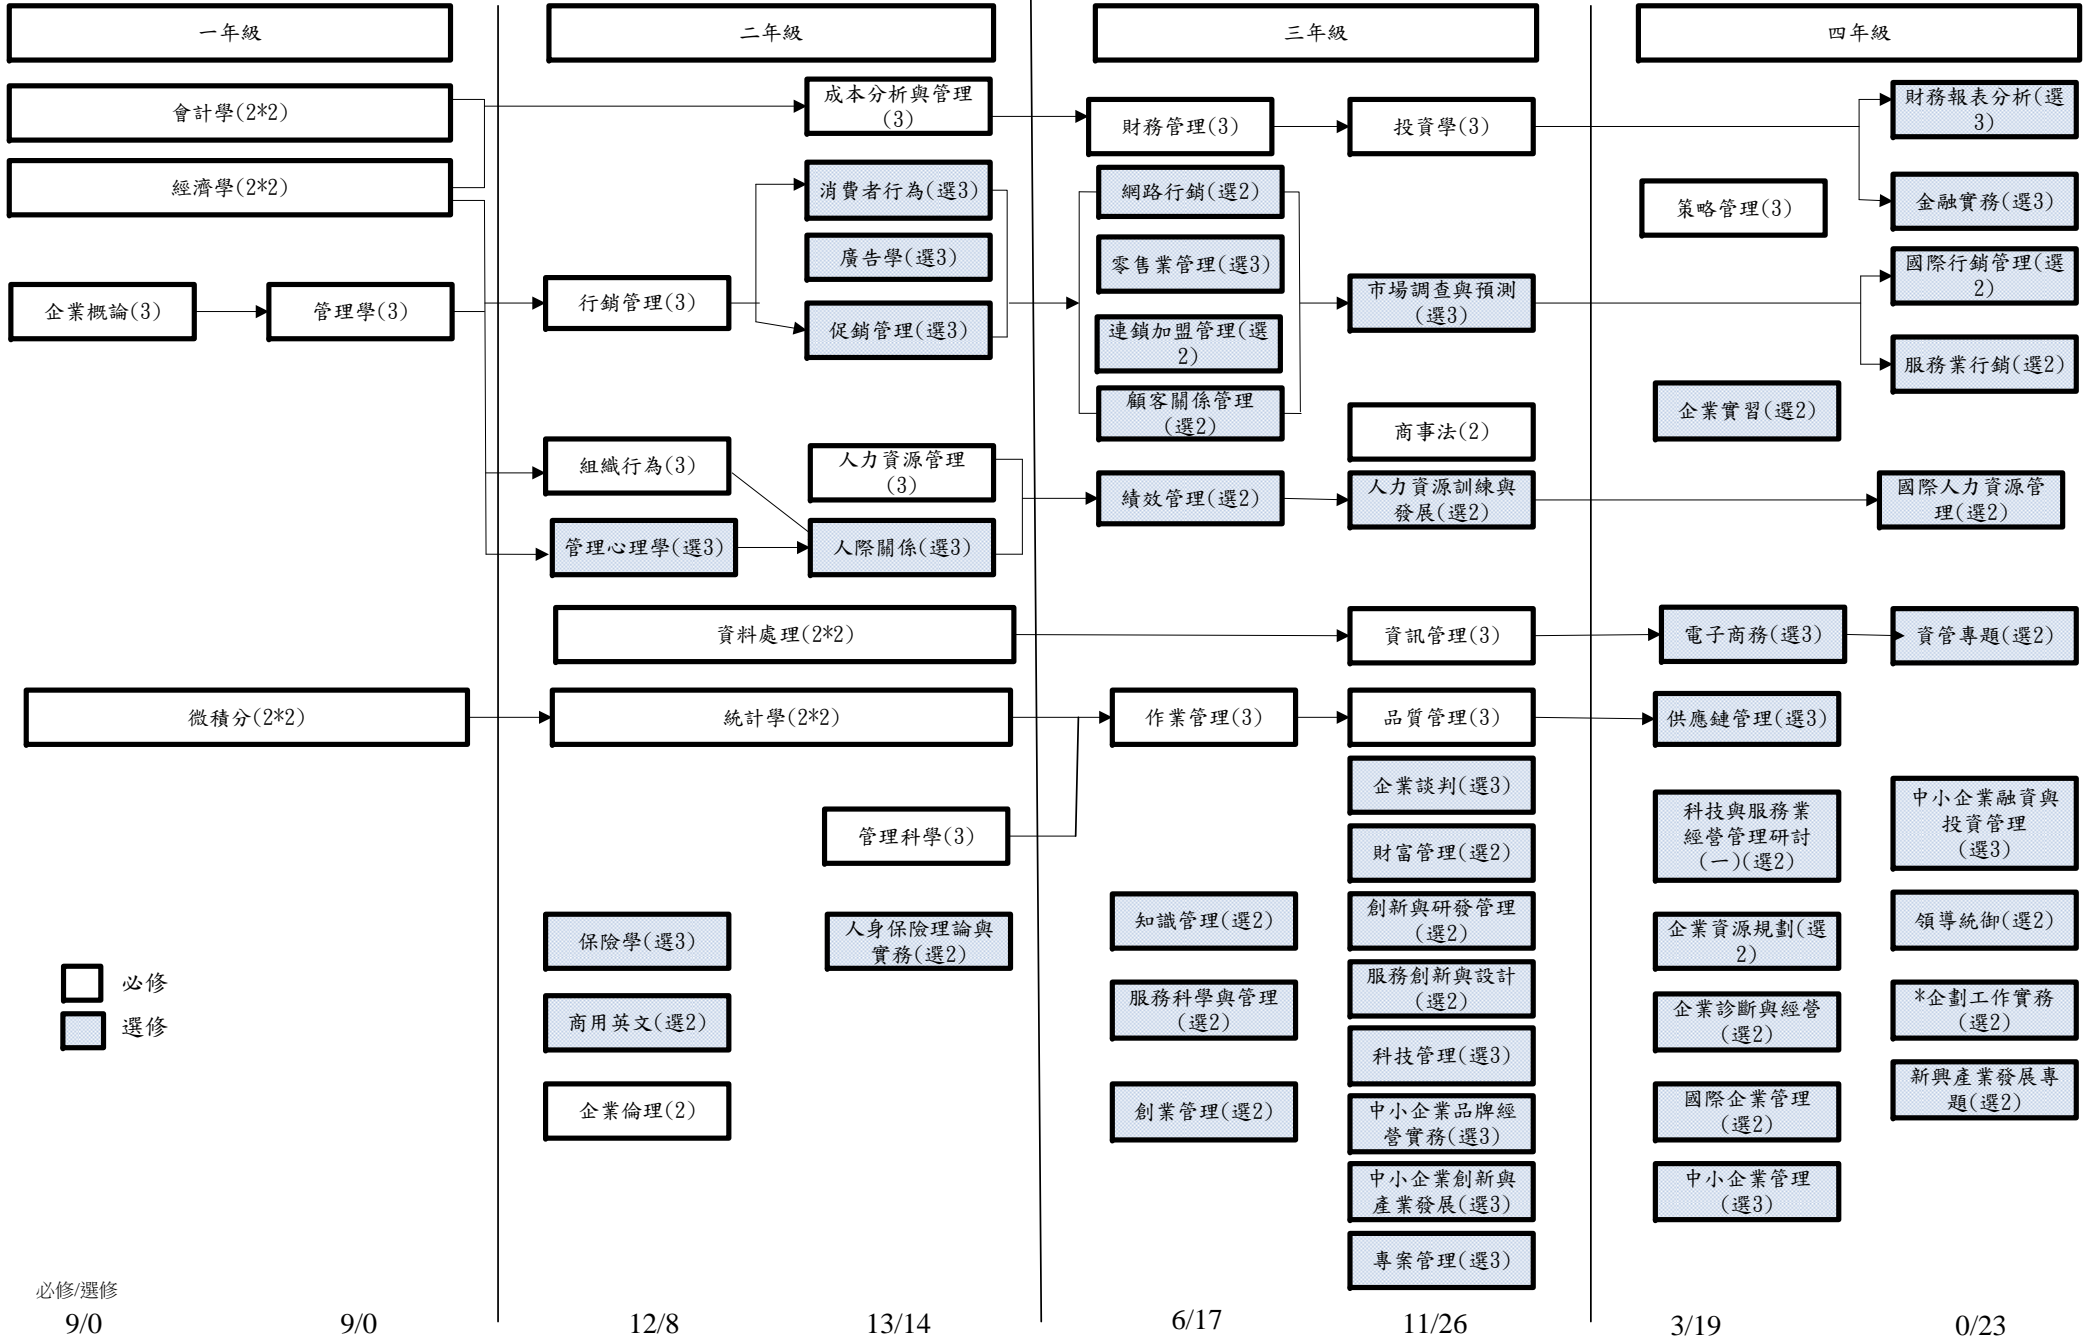 一年級
二年級
三年級
四年級
會計學(2*2)
經濟學(2*2)
企業概論(3)
管理學(3)
微積分(2*2)
必修
選修
行銷管理(3)
組織行為(3)
管理心理學(選3)
資料處理(2*2)
統計學(2*2)
保險學(選3)
商用英文(選2)
企業倫理(2)
成本分析與管理
(3)
消費者行為(選3)
廣告學(選3)
促銷管理(選3)
人力資源管理
(3)
人際關係(選3)
管理科學(3)
人身保險理論與
實務(選2)
財務管理(3)
網路行銷(選2)
零售業管理(選3)
連鎖加盟管理(選
2)
顧客關係管理
(選2)
績效管理(選2)
作業管理(3)
知識管理(選2)
服務科學與管理
(選2)
創業管理(選2)
投資學(3)
市場調查與預測
(選3)
商事法(2)
人力資源訓練與
發展(選2)
資訊管理(3)
品質管理(3)
企業談判(選3)
財富管理(選2)
創新與研發管理
(選2)
服務創新與設計
(選2)
科技管理(選3)
中小企業品牌經
營實務(選3)
中小企業創新與
產業發展(選3)
專案管理(選3)
策略管理(3)
企業實習(選2)
電子商務(選3)
供應鏈管理(選3)
科技與服務業
經營管理研討
(一)(選2)
企業資源規劃(選
2)
企業診斷與經營
(選2)
國際企業管理
(選2)
中小企業管理
(選3)
財務報表分析(選
3)
金融實務(選3)
國際行銷管理(選
2)
服務業行銷(選2)
國際人力資源管
理(選2)
資管專題(選2)
中小企業融資與
投資管理
(選3)
領導統御(選2)
*企劃工作實務
(選2)
新興產業發展專
題(選2)
必修/選修
9/0
9/0
12/8
13/14
6/17
11/26
3/19
0/23